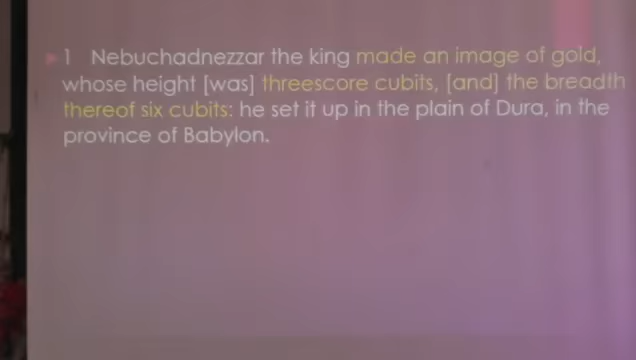 1 Nebuchadnezzar the king made an image of gold,
whose height [was] threescore cubits, [and] the breadth
thereof six cubits: he set it up in the plain of Dura, in the
province of Babylon.